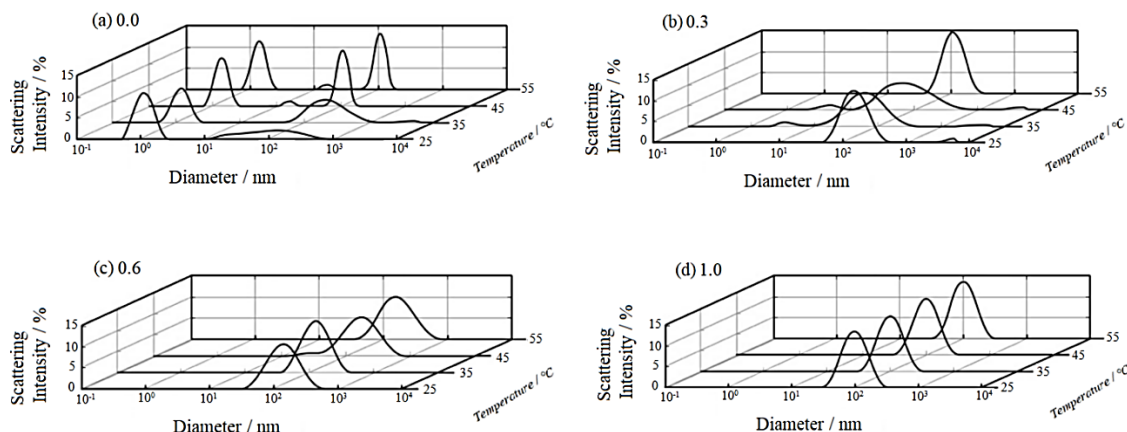 (a) 0.0
Scattering
Intensity / %
15
10
5
0
10⁻¹ 10⁰ 10¹ 10² 10³ 10⁴
25
35
45
55
Temperature / °C
Diameter / nm
(b) 0.3
Scattering
Intensity / %
15
10
5
0
10⁻¹ 10⁰ 10¹ 10² 10³ 10⁴
25
35
45
55
Temperature / °C
Diameter / nm
(c) 0.6
Scattering
Intensity / %
15
10
5
0
10⁻¹ 10⁰ 10¹ 10² 10³ 10⁴
25
35
45
55
Temperature / °C
Diameter / nm
(d) 1.0
Scattering
Intensity / %
15
10
5
0
10⁻¹ 10⁰ 10¹ 10² 10³ 10⁴
25
35
45
55
Temperature / °C
Diameter / nm